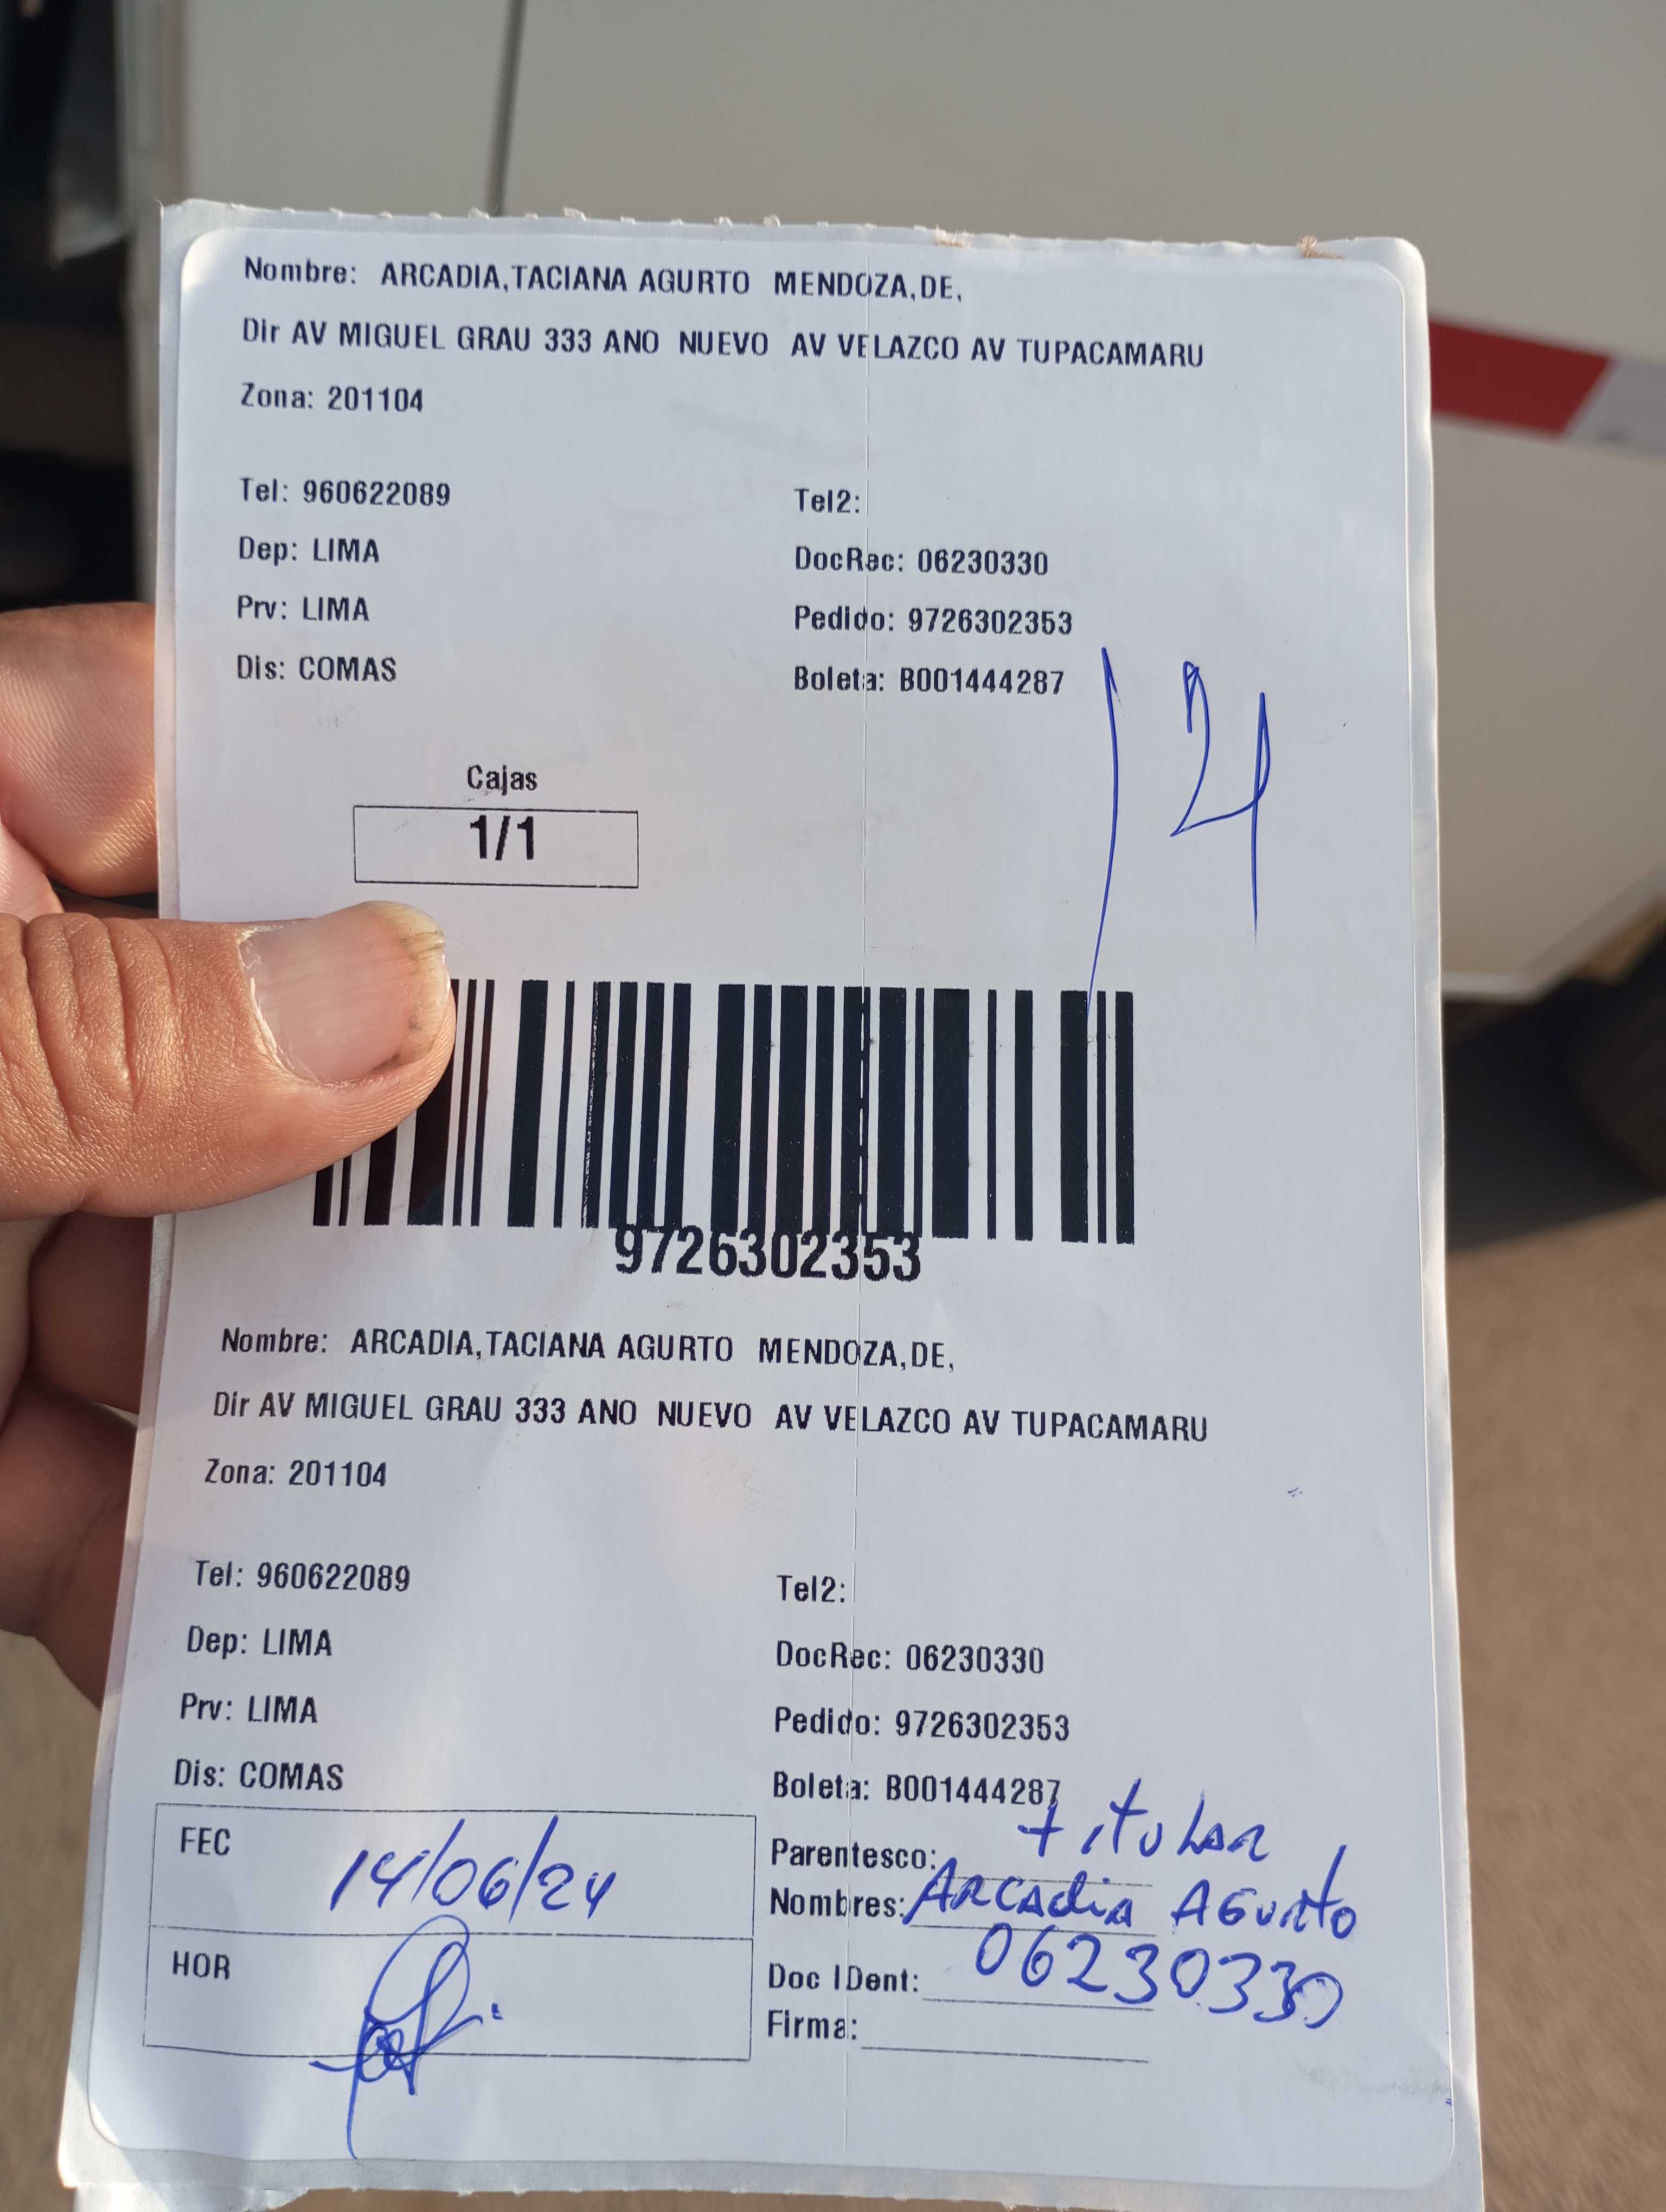 Nombre: ARCADIA,TACIANA AGURTO MENDOZA,DE,
Dir AV MIGUEL GRAU 333 ANO NUEVO AV VELAZCO AV TUPACAMARU
Zona: 201104
Tel: 960622089 Tel2:
Dep: LIMA DocRec: 06230330
Prv: LIMA Pedido: 9726302353
Dis: COMAS Boleta: B001444287
124
Cajas
1/1
9726302353
Nombre: ARCADIA,TACIANA AGURTO MENDOZA,DE,
Dir AV MIGUEL GRAU 333 ANO NUEVO AV VELAZCO AV TUPACAMARU
Zona: 201104
Tel: 960622089 Tel2:
Dep: LIMA DocRec: 06230330
Prv: LIMA Pedido: 9726302353
Dis: COMAS Boleta: B001444287
FEC 14/06/24 Parentesco: titular
Nombres: Arcadia Agurto
HOR Doc IDent: 06230330
Firma: